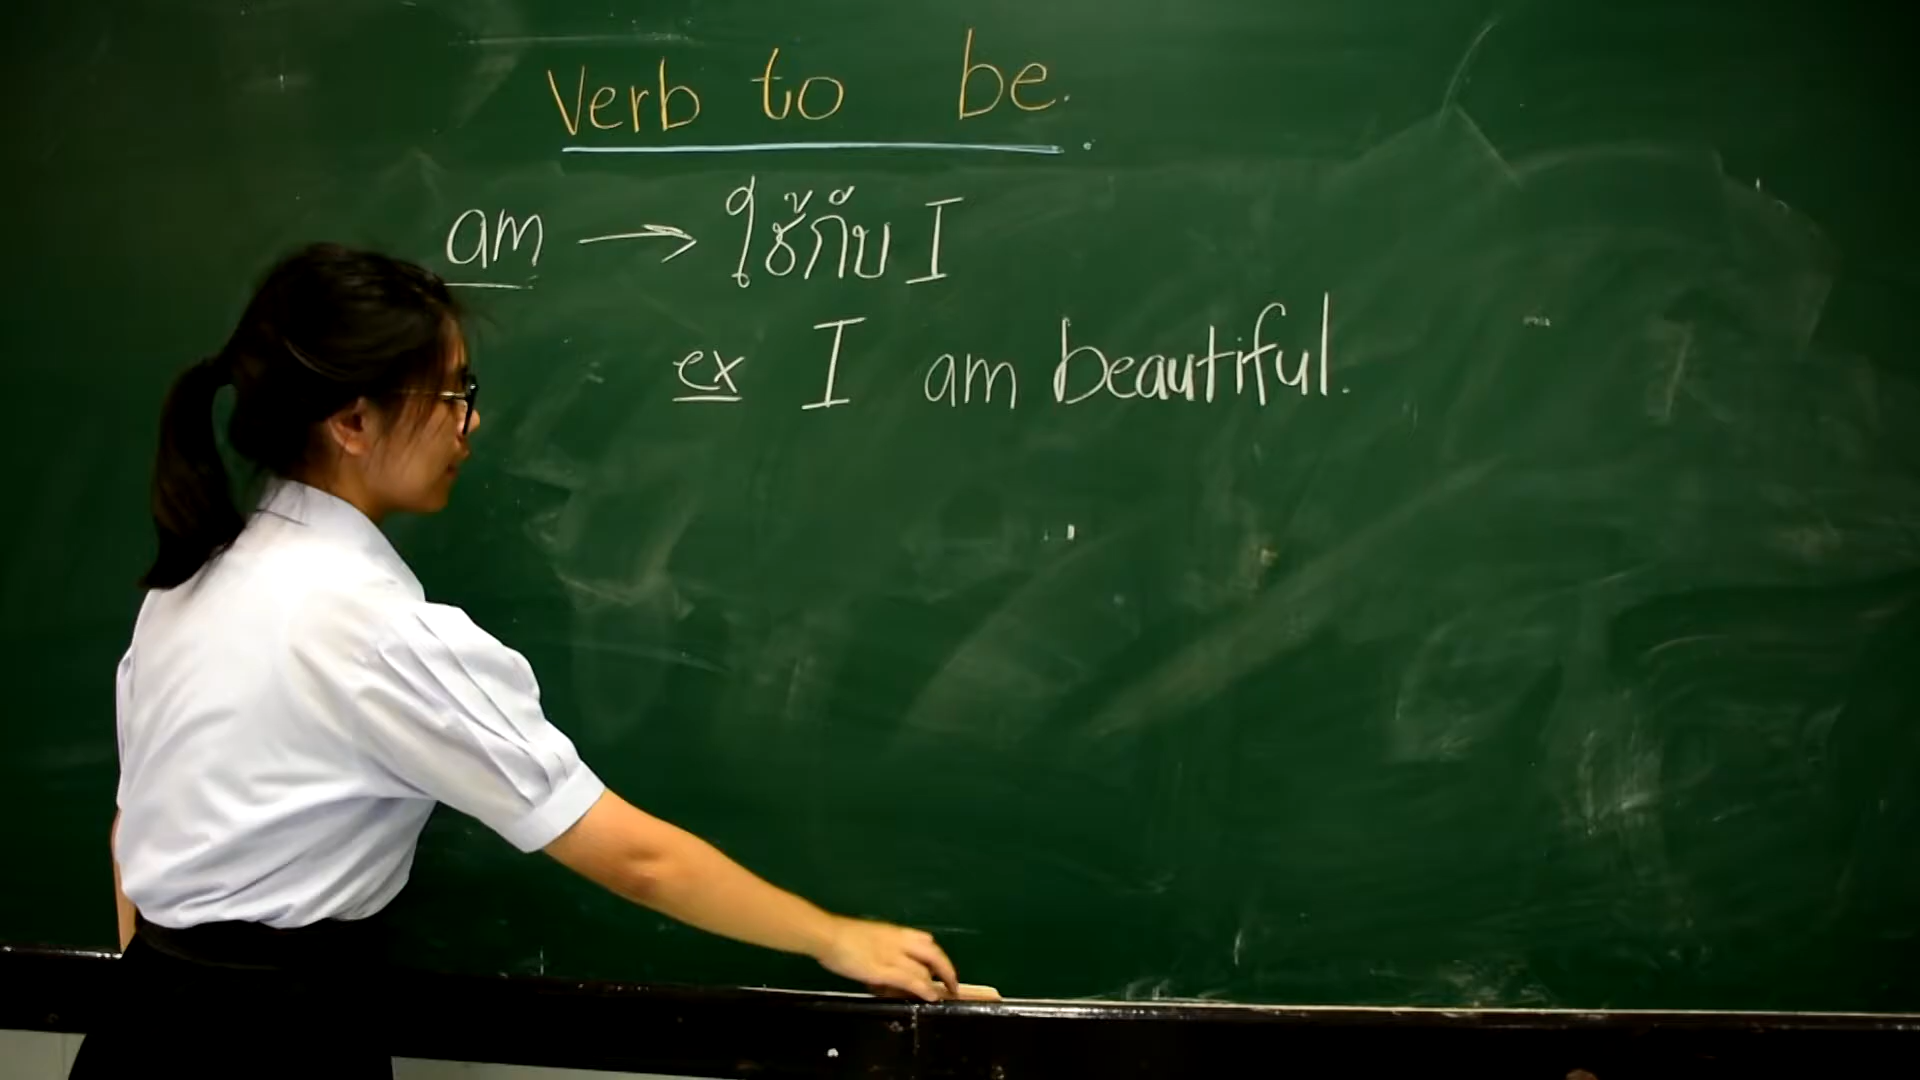 Verb to be.
am → ใช้กับ I
ex I am beautiful.